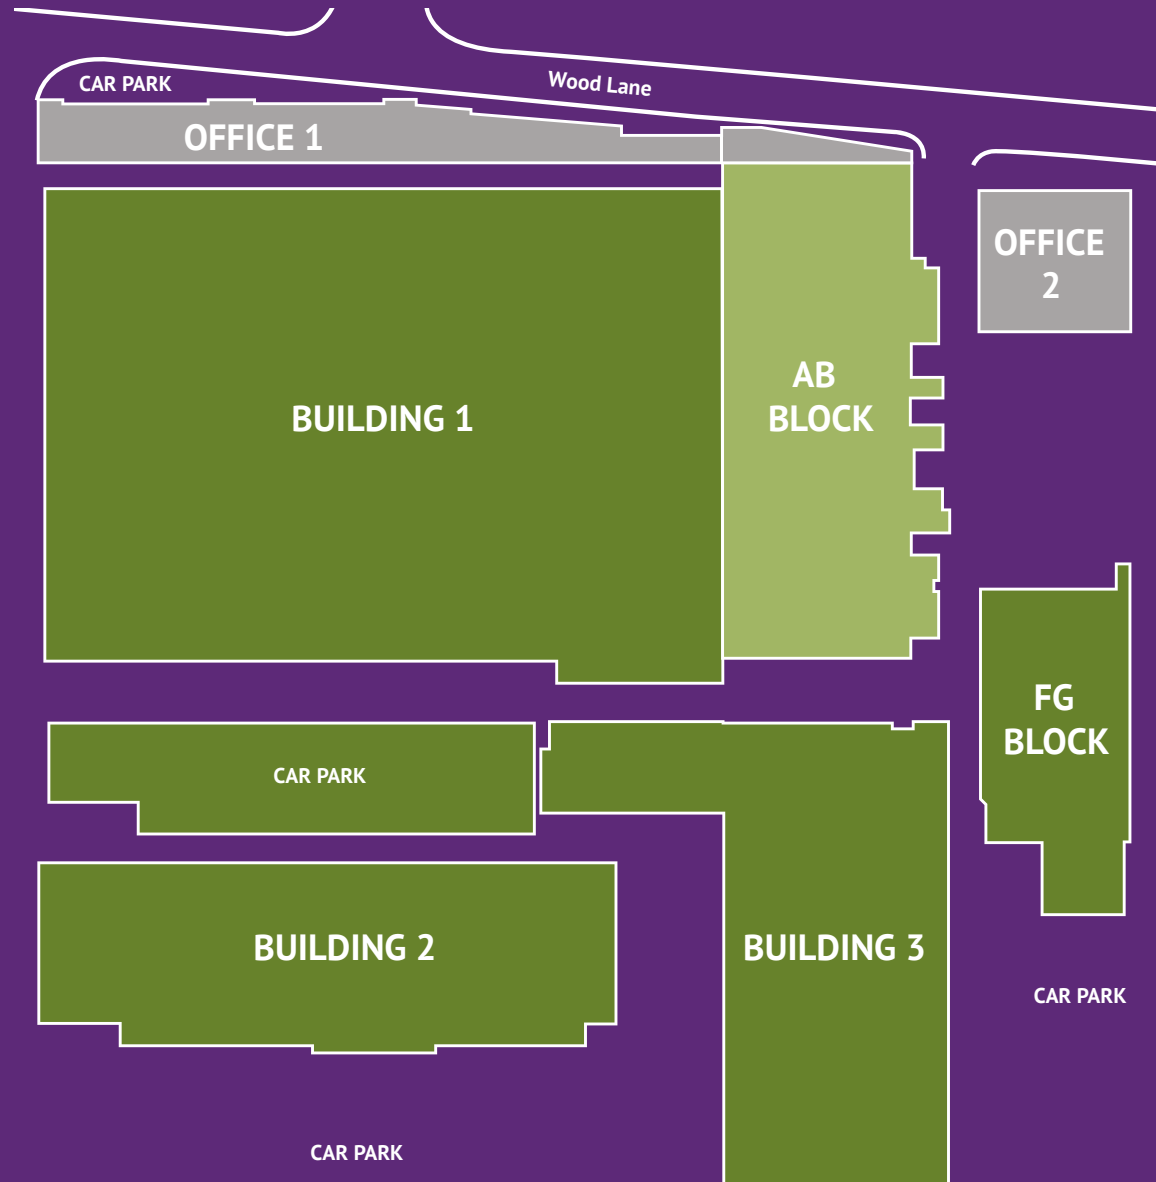 CAR PARK
Wood Lane
OFFICE 1
OFFICE
2
AB
BLOCK
BUILDING 1
FG
BLOCK
CAR PARK
BUILDING 2
BUILDING 3
CAR PARK
CAR PARK